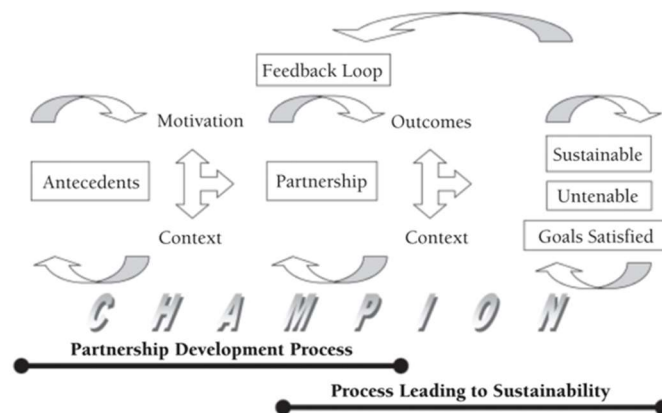 Feedback Loop
Motivation
Outcomes
Antecedents
Partnership
Sustainable
Untenable
Context
Context
Goals Satisfied
CHAMPION
Partnership Development Process
Process Leading to Sustainability